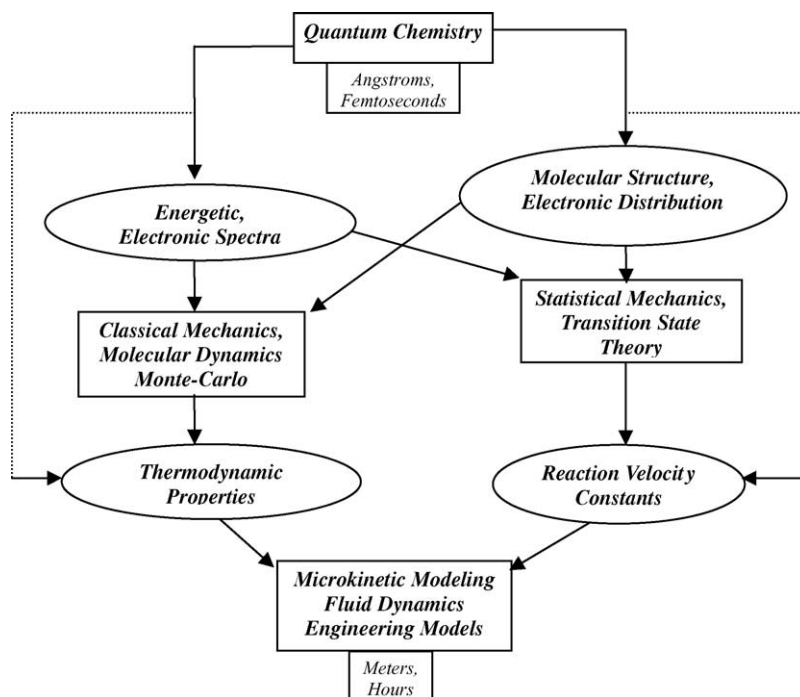 Quantum Chemistry
Angstroms,
Femtoseconds
Energetic,
Electronic Spectra
Molecular Structure,
Electronic Distribution
Classical Mechanics,
Molecular Dynamics
Monte-Carlo
Statistical Mechanics,
Transition State
Theory
Thermodynamic
Properties
Reaction Velocity
Constants
Microkinetic Modeling
Fluid Dynamics
Engineering Models
Meters,
Hours